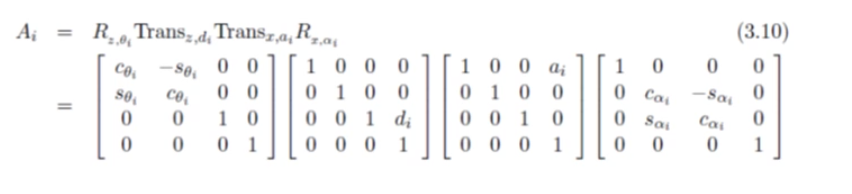 A_i = R_{z,θ_i} Trans_{z,d_i} Trans_{x,a_i} R_{x,α_i} (3.10)
= [ c_{θ_i} −s_{θ_i} 0 0 ] [ 1 0 0 0 ] [ 1 0 0 a_i ] [ 1 0 0 0 ]
[ s_{θ_i} c_{θ_i} 0 0 ] [ 0 1 0 0 ] [ 0 1 0 0 ] [ 0 c_{α_i} −s_{α_i} 0 ]
[ 0 0 1 0 ] [ 0 0 1 d_i ] [ 0 0 1 0 ] [ 0 s_{α_i} c_{α_i} 0 ]
[ 0 0 0 1 ] [ 0 0 0 1 ] [ 0 0 0 1 ] [ 0 0 0 1 ]